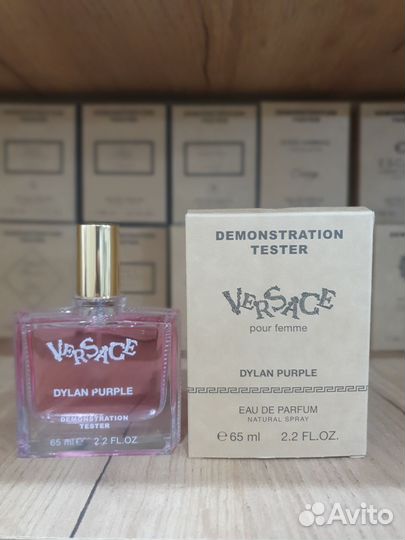 DEMONSTRATION
TESTER
VERSACE
pour femme
DYLAN PURPLE
EAU DE PARFUM
NATURAL SPRAY
℮ 65 ml 2.2 FL.OZ.
VERSACE
DYLAN PURPLE
DEMONSTRATION
TESTER
65 ml ℮ 2.2 FL.OZ
Avito